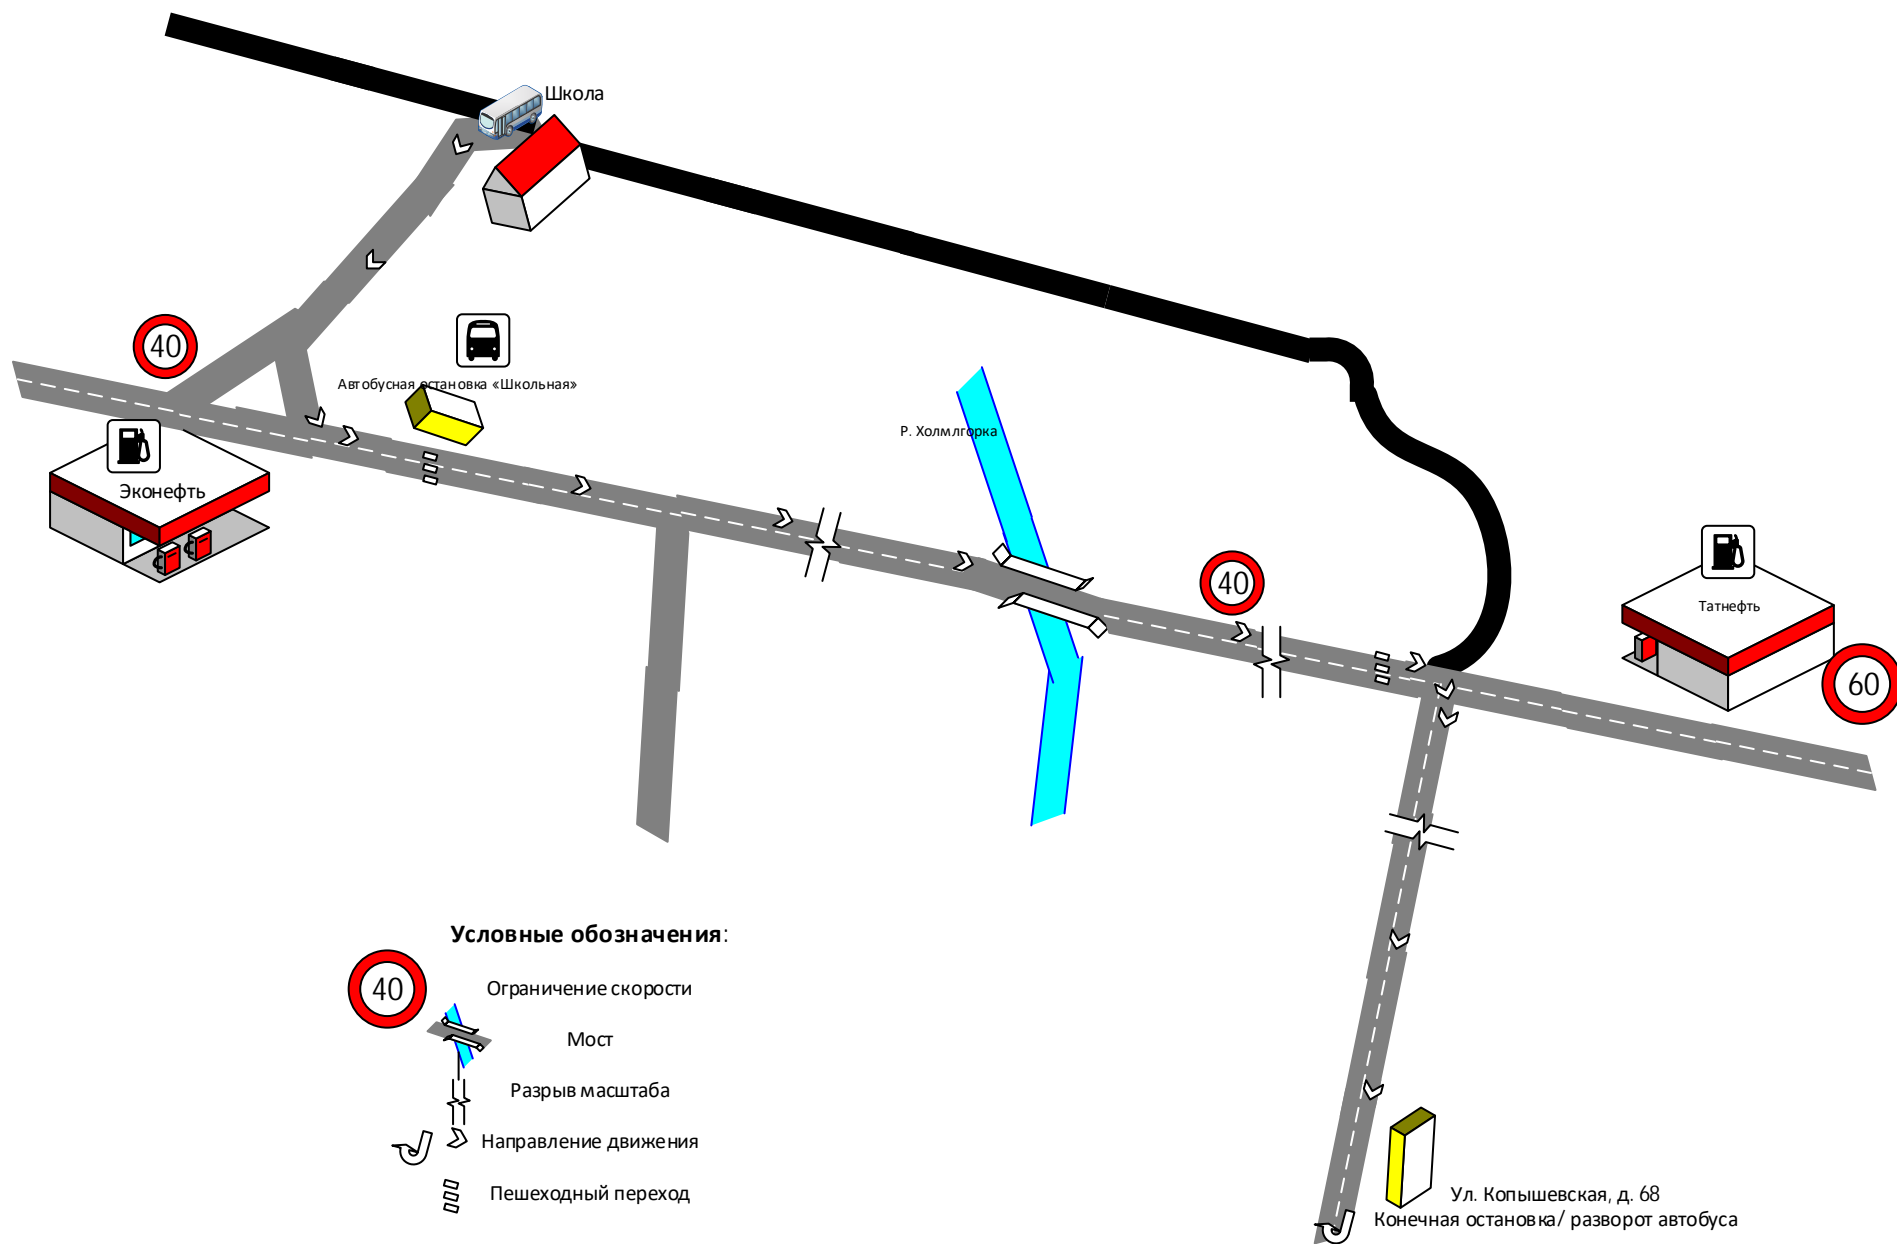 Школа
40
Автобусная остановка «Школьная»
Р. Холмлгорка
Эконефть
40
Татнефть
60
Условные обозначения:
40
Ограничение скорости
Мост
Разрыв масштаба
Направление движения
Пешеходный переход
Ул. Копышевская, д. 68
Конечная остановка/ разворот автобуса